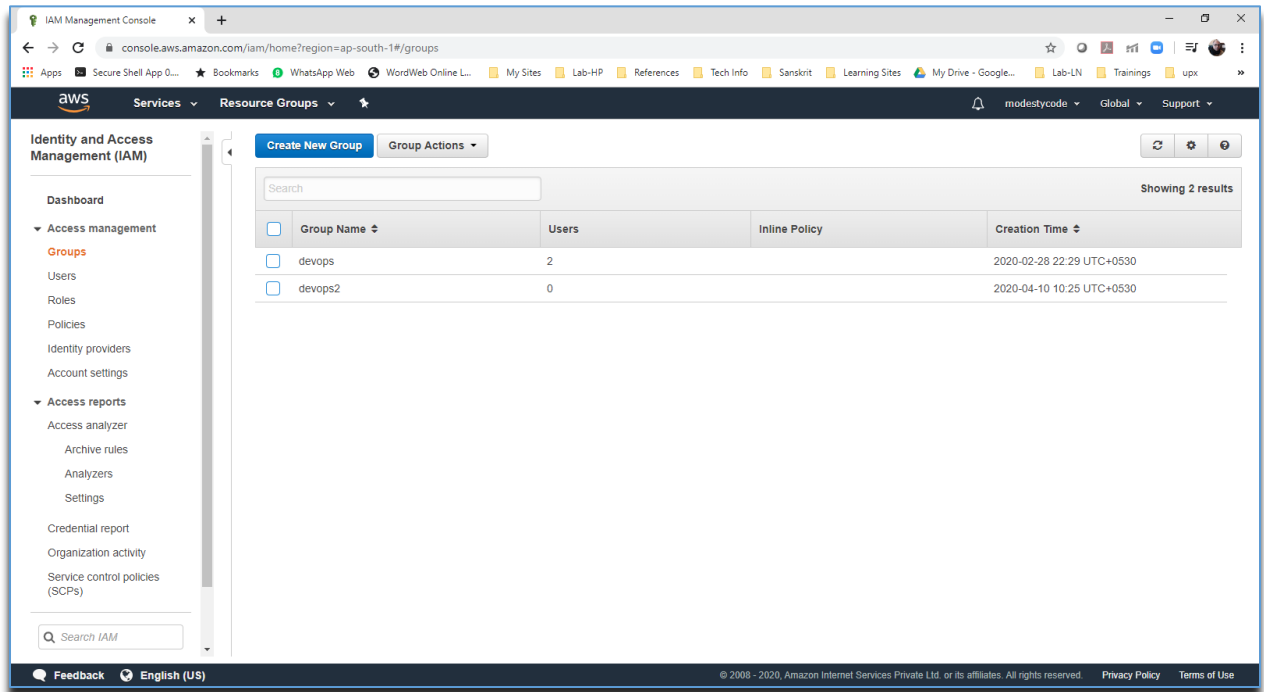 IAM Management Console
console.aws.amazon.com/iam/home?region=ap-south-1#/groups
Apps Secure Shell App 0.... Bookmarks WhatsApp Web WordWeb Online L... My Sites Lab-HP References Tech Info Sanskrit Learning Sites My Drive - Google... Lab-LN Trainings upx »
aws Services Resource Groups modestycode Global Support
Identity and Access
Management (IAM)
Dashboard
Access management
Groups
Users
Roles
Policies
Identity providers
Account settings
Access reports
Access analyzer
Archive rules
Analyzers
Settings
Credential report
Organization activity
Service control policies
(SCPs)
Search IAM
Create New Group Group Actions
Search Showing 2 results
Group Name Users Inline Policy Creation Time
devops 2 2020-02-28 22:29 UTC+0530
devops2 0 2020-04-10 10:25 UTC+0530
Feedback English (US) © 2008 - 2020, Amazon Internet Services Private Ltd. or its affiliates. All rights reserved. Privacy Policy Terms of Use